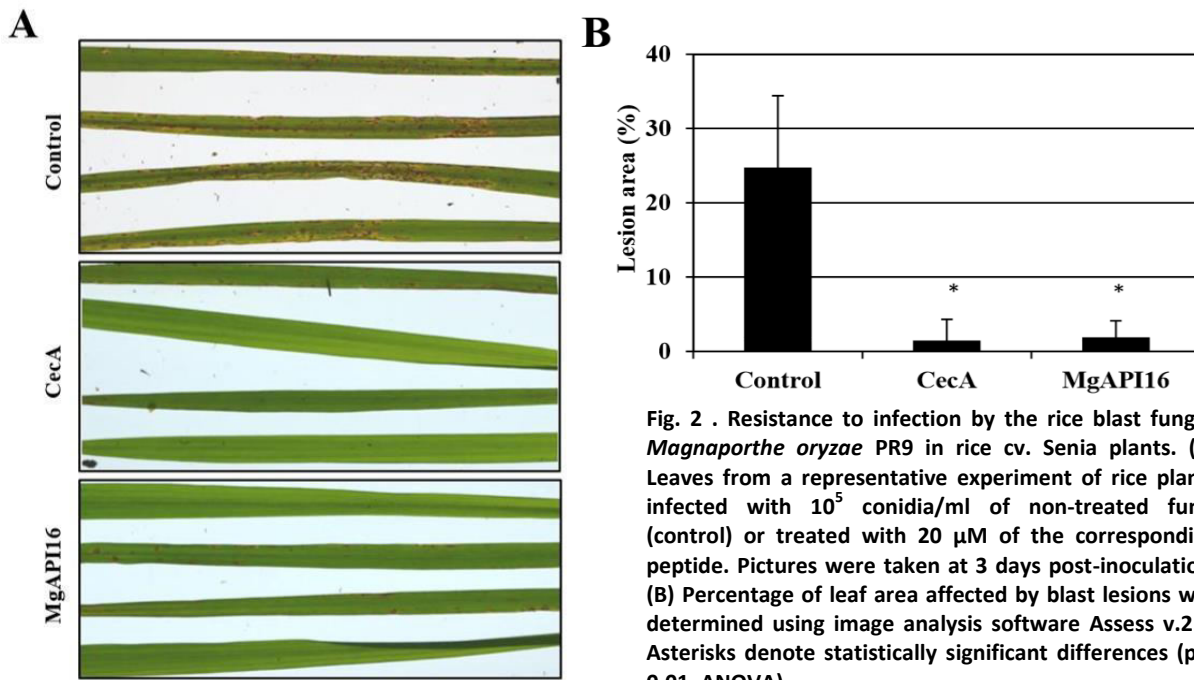 A
Control
CecA
MgAPI16
B
Lesion area (%)
40
30
20
10
0
*
*
Control
CecA
MgAPI16
Fig. 2 . Resistance to infection by the rice blast fung
Magnaporthe oryzae PR9 in rice cv. Senia plants. (
Leaves from a representative experiment of rice plan
infected with 10⁵ conidia/ml of non-treated fun
(control) or treated with 20 µM of the correspondi
peptide. Pictures were taken at 3 days post-inoculatio
(B) Percentage of leaf area affected by blast lesions w
determined using image analysis software Assess v.2
Asterisks denote statistically significant differences (p
0.01, ANOVA)